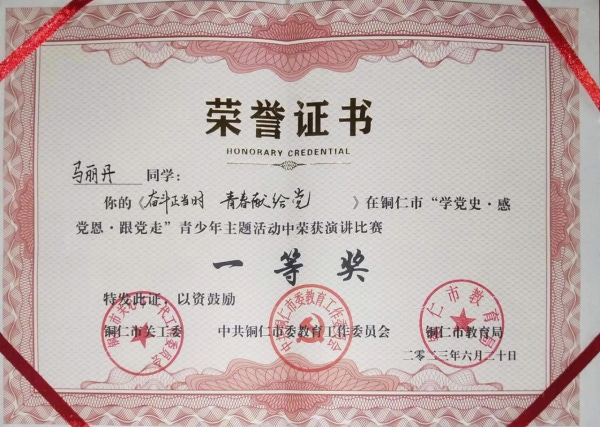 荣誉证书
HONORARY CREDENTIAL
马丽丹 同学：
你的《奋斗正当时 青春献给党》在铜仁市“学党史·感
党恩·跟党走”青少年主题活动中荣获演讲比赛
一等奖
特发此证，以资鼓励
铜仁市关工委 中共铜仁市委教育工作委员会 铜仁市教育局
二〇二三年六月二十日